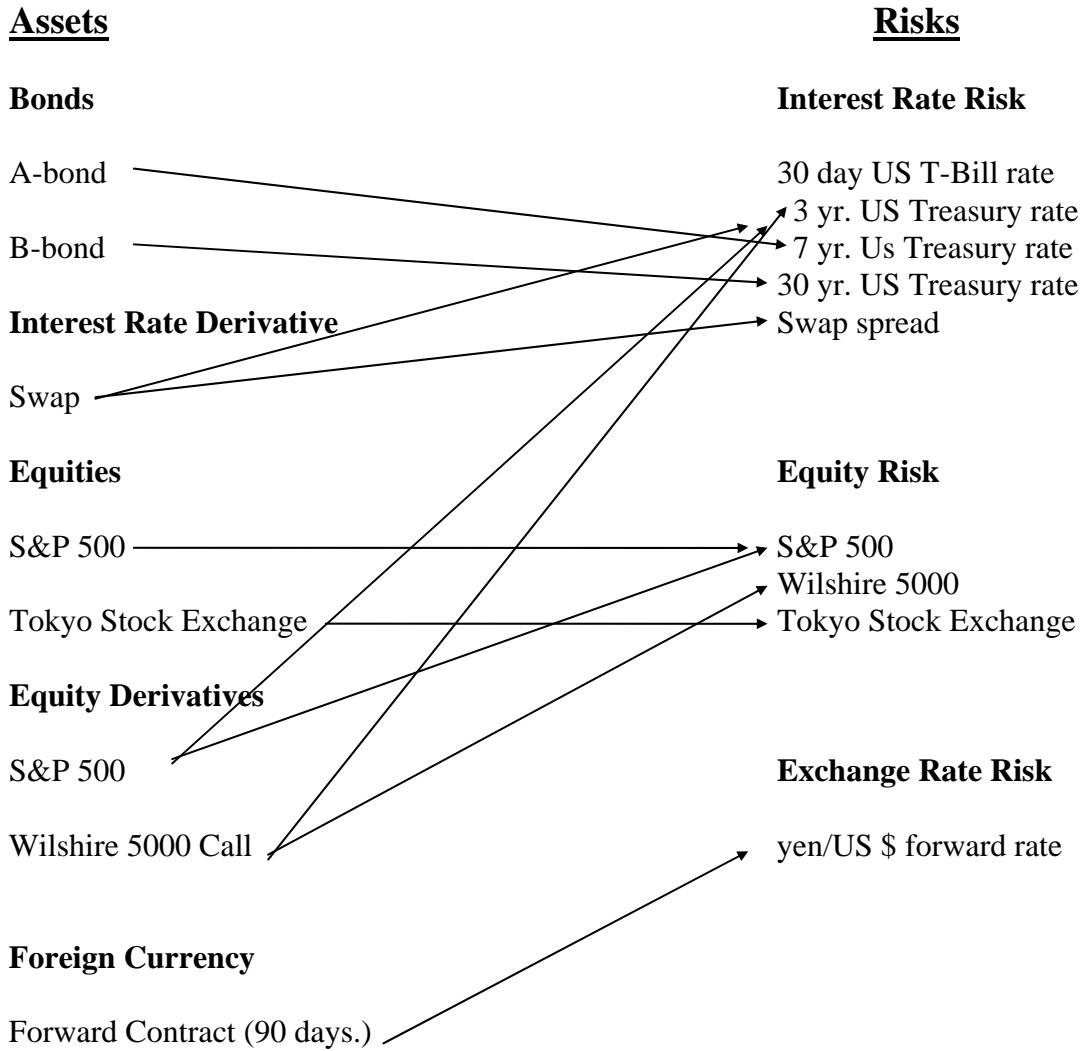 Assets Risks
Bonds Interest Rate Risk
A-bond 30 day US T-Bill rate
3 yr. US Treasury rate
B-bond 7 yr. Us Treasury rate
30 yr. US Treasury rate
Interest Rate Derivative Swap spread
Swap
Equities Equity Risk
S&P 500 S&P 500
Wilshire 5000
Tokyo Stock Exchange Tokyo Stock Exchange
Equity Derivatives
S&P 500 Exchange Rate Risk
Wilshire 5000 Call yen/US $ forward rate
Foreign Currency
Forward Contract (90 days.)